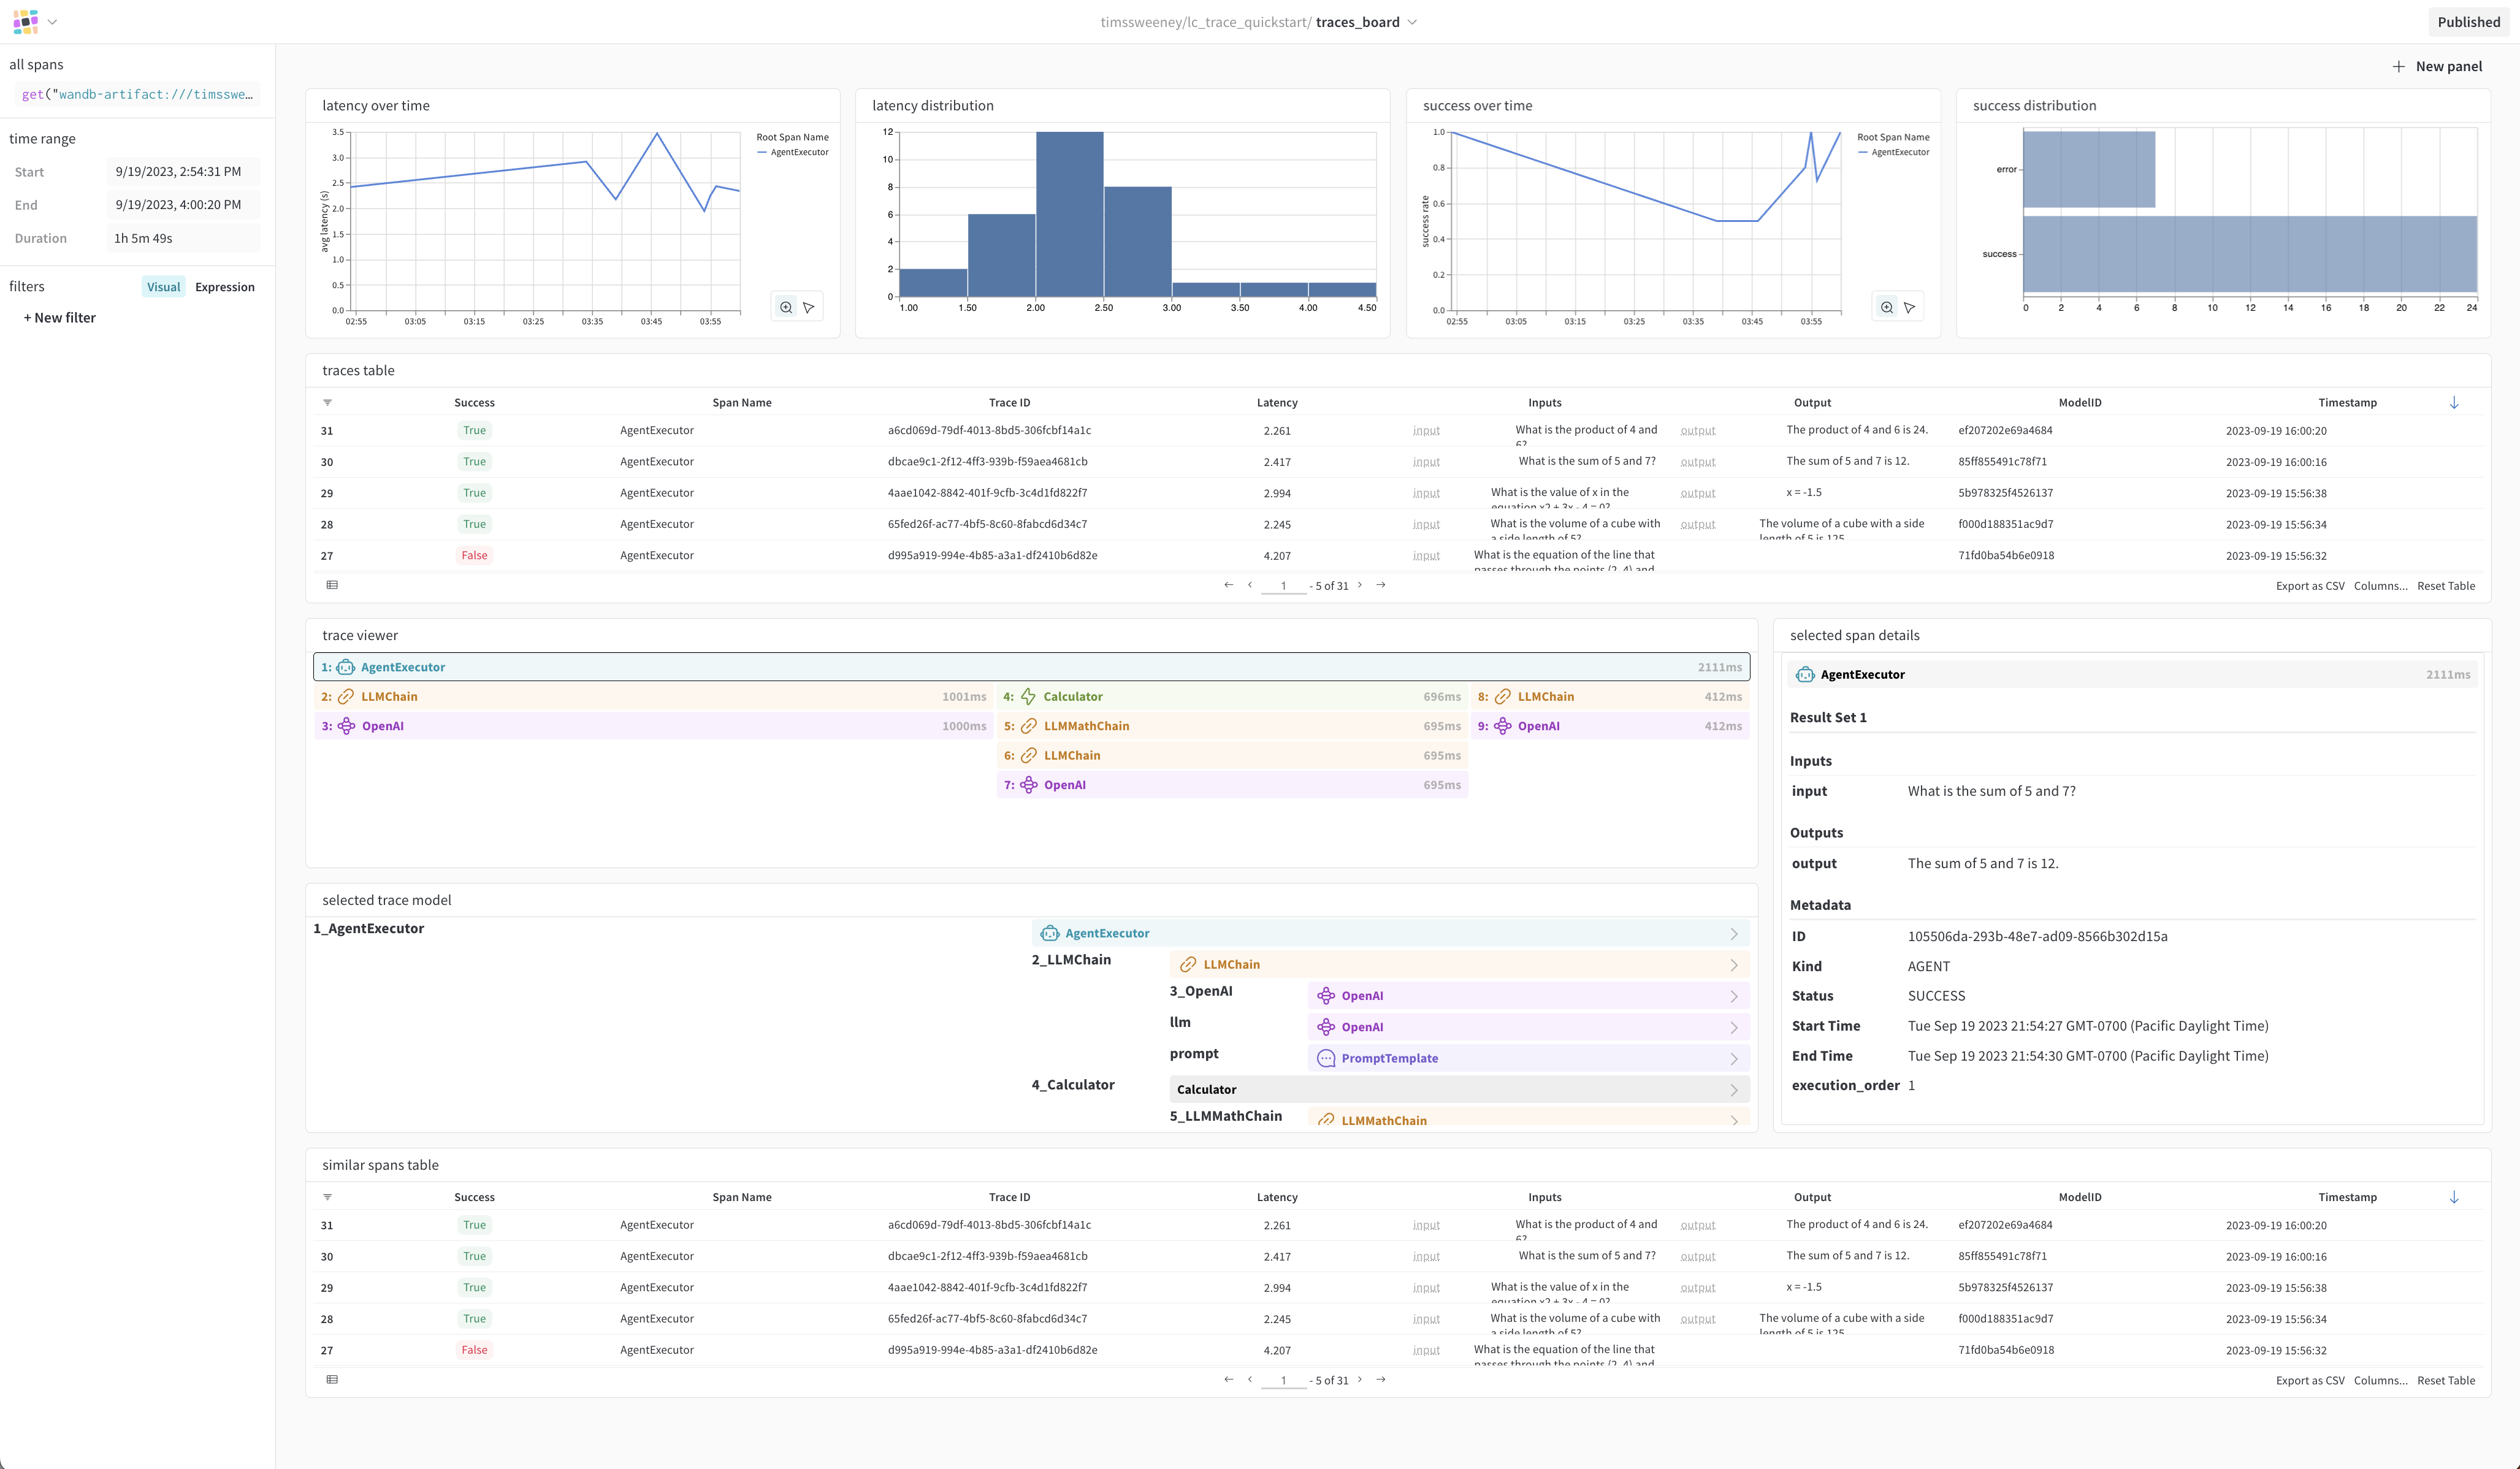 timssweeney/lc_trace_quickstart/ traces_board
Published
all spans
get("wandb-artifact:///timsswe…
time range
Start 9/19/2023, 2:54:31 PM
End 9/19/2023, 4:00:20 PM
Duration 1h 5m 49s
filters Visual Expression
+ New filter
New panel
latency over time
avg latency (s)
3.5
3.0
2.5
2.0
1.5
1.0
0.5
0.0
02:55 03:05 03:15 03:25 03:35 03:45 03:55
Root Span Name
AgentExecutor
latency distribution
12
10
8
6
4
2
0
1.00 1.50 2.00 2.50 3.00 3.50 4.00 4.50
success over time
success rate
1.0
0.8
0.6
0.4
0.2
0.0
02:55 03:05 03:15 03:25 03:35 03:45 03:55
Root Span Name
AgentExecutor
success distribution
error
success
0 2 4 6 8 10 12 14 16 18 20 22 24
traces table
Success Span Name Trace ID Latency Inputs Output ModelID Timestamp
31 True AgentExecutor a6cd069d-79df-4013-8bd5-306fcbf14a1c 2.261 input What is the product of 4 and output The product of 4 and 6 is 24. ef207202e69a4684 2023-09-19 16:00:20
6?
30 True AgentExecutor dbcae9c1-2f12-4ff3-939b-f59aea4681cb 2.417 input What is the sum of 5 and 7? output The sum of 5 and 7 is 12. 85ff855491c78f71 2023-09-19 16:00:16
29 True AgentExecutor 4aae1042-8842-401f-9cfb-3c4d1fd822f7 2.994 input What is the value of x in the output x = -1.5 5b978325f4526137 2023-09-19 15:56:38
equation x2 + 3x - 4 = 0?
28 True AgentExecutor 65fed26f-ac77-4bf5-8c60-8fabcd6d34c7 2.245 input What is the volume of a cube with output The volume of a cube with a side f000d188351ac9d7 2023-09-19 15:56:34
a side length of 5? length of 5 is 125
27 False AgentExecutor d995a919-994e-4b85-a3a1-df2410b6d82e 4.207 input What is the equation of the line that 71fd0ba54b6e0918 2023-09-19 15:56:32
passes through the points (2, 4) and
1 - 5 of 31
Export as CSV Columns... Reset Table
trace viewer
1: AgentExecutor 2111ms
2: LLMChain 1001ms 4: Calculator 696ms 8: LLMChain 412ms
3: OpenAI 1000ms 5: LLMMathChain 695ms 9: OpenAI 412ms
6: LLMChain 695ms
7: OpenAI 695ms
selected span details
AgentExecutor 2111ms
Result Set 1
Inputs
input What is the sum of 5 and 7?
Outputs
output The sum of 5 and 7 is 12.
Metadata
ID 105506da-293b-48e7-ad09-8566b302d15a
Kind AGENT
Status SUCCESS
Start Time Tue Sep 19 2023 21:54:27 GMT-0700 (Pacific Daylight Time)
End Time Tue Sep 19 2023 21:54:30 GMT-0700 (Pacific Daylight Time)
execution_order 1
selected trace model
1_AgentExecutor AgentExecutor
2_LLMChain LLMChain
3_OpenAI OpenAI
llm OpenAI
prompt PromptTemplate
4_Calculator Calculator
5_LLMMathChain LLMMathChain
similar spans table
Success Span Name Trace ID Latency Inputs Output ModelID Timestamp
31 True AgentExecutor a6cd069d-79df-4013-8bd5-306fcbf14a1c 2.261 input What is the product of 4 and output The product of 4 and 6 is 24. ef207202e69a4684 2023-09-19 16:00:20
6?
30 True AgentExecutor dbcae9c1-2f12-4ff3-939b-f59aea4681cb 2.417 input What is the sum of 5 and 7? output The sum of 5 and 7 is 12. 85ff855491c78f71 2023-09-19 16:00:16
29 True AgentExecutor 4aae1042-8842-401f-9cfb-3c4d1fd822f7 2.994 input What is the value of x in the output x = -1.5 5b978325f4526137 2023-09-19 15:56:38
equation x2 + 3x - 4 = 0?
28 True AgentExecutor 65fed26f-ac77-4bf5-8c60-8fabcd6d34c7 2.245 input What is the volume of a cube with output The volume of a cube with a side f000d188351ac9d7 2023-09-19 15:56:34
a side length of 5? length of 5 is 125
27 False AgentExecutor d995a919-994e-4b85-a3a1-df2410b6d82e 4.207 input What is the equation of the line that 71fd0ba54b6e0918 2023-09-19 15:56:32
passes through the points (2, 4) and
1 - 5 of 31
Export as CSV Columns... Reset Table